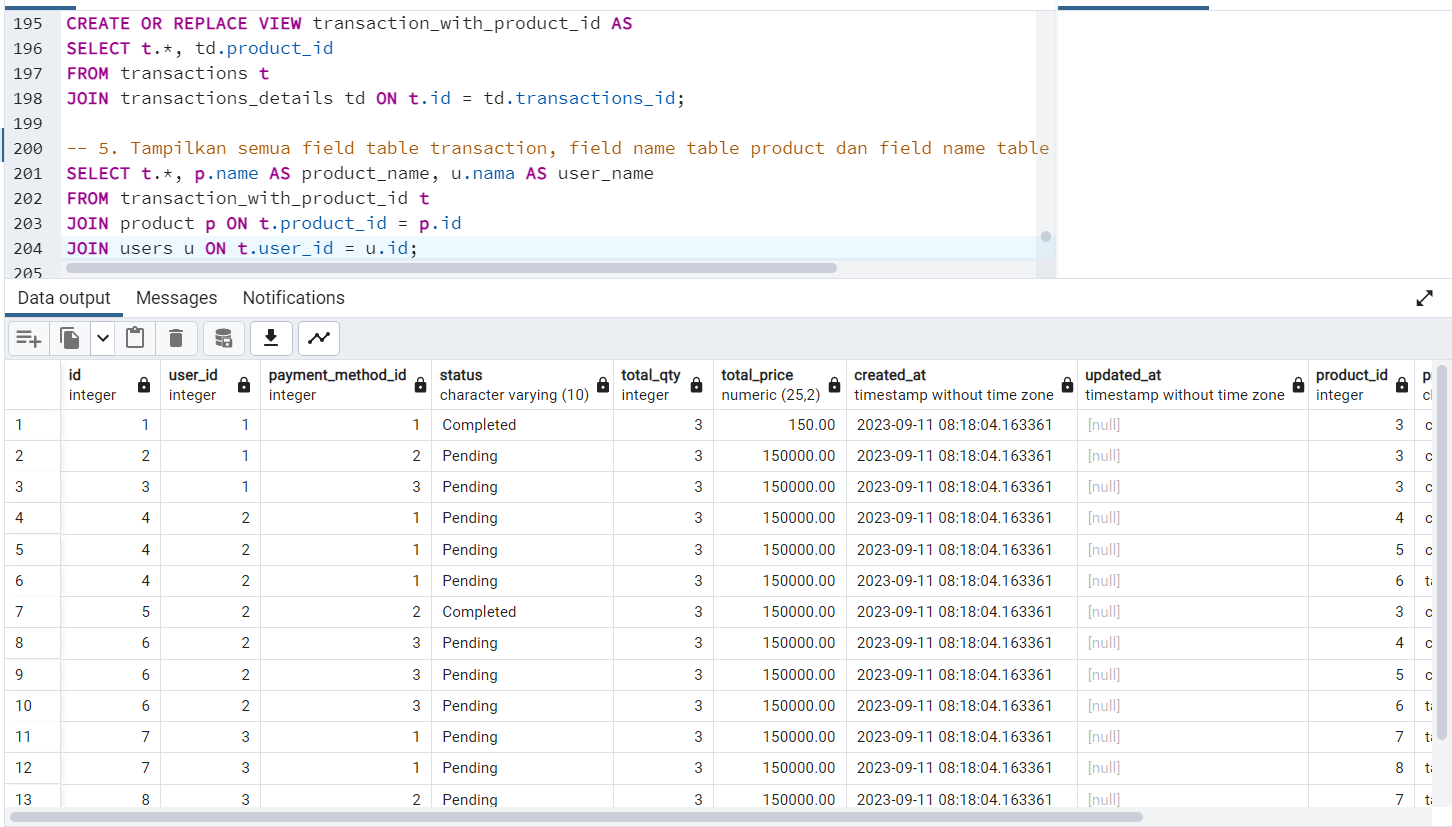 195 CREATE OR REPLACE VIEW transaction_with_product_id AS
196 SELECT t.*, td.product_id
197 FROM transactions t
198 JOIN transactions_details td ON t.id = td.transactions_id;
199
200 -- 5. Tampilkan semua field table transaction, field name table product dan field name table
201 SELECT t.*, p.name AS product_name, u.nama AS user_name
202 FROM transaction_with_product_id t
203 JOIN product p ON t.product_id = p.id
204 JOIN users u ON t.user_id = u.id;
205
Data output Messages Notifications
id user_id payment_method_id status total_qty total_price created_at updated_at product_id p
integer integer integer character varying (10) integer numeric (25,2) timestamp without time zone timestamp without time zone integer c
1 1 1 1 Completed 3 150.00 2023-09-11 08:18:04.163361 [null] 3 c
2 2 1 2 Pending 3 150000.00 2023-09-11 08:18:04.163361 [null] 3 c
3 3 1 3 Pending 3 150000.00 2023-09-11 08:18:04.163361 [null] 3 c
4 4 2 1 Pending 3 150000.00 2023-09-11 08:18:04.163361 [null] 4 c
5 4 2 1 Pending 3 150000.00 2023-09-11 08:18:04.163361 [null] 5 c
6 4 2 1 Pending 3 150000.00 2023-09-11 08:18:04.163361 [null] 6 t
7 5 2 2 Completed 3 150000.00 2023-09-11 08:18:04.163361 [null] 3 c
8 6 2 3 Pending 3 150000.00 2023-09-11 08:18:04.163361 [null] 4 c
9 6 2 3 Pending 3 150000.00 2023-09-11 08:18:04.163361 [null] 5 c
10 6 2 3 Pending 3 150000.00 2023-09-11 08:18:04.163361 [null] 6 t
11 7 3 1 Pending 3 150000.00 2023-09-11 08:18:04.163361 [null] 7 t
12 7 3 1 Pending 3 150000.00 2023-09-11 08:18:04.163361 [null] 8 t
13 8 3 2 Pending 3 150000.00 2023-09-11 08:18:04.163361 [null] 7 t